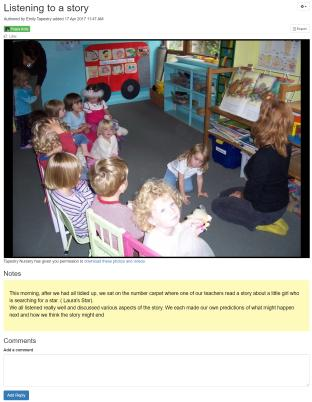 Listening to a story
Authored by Emily Tapestry added 17 Apr 2017 11:47 AM
Like
Export
Tapestry Nursery has given you permission to download these photos and videos
Notes
This morning, after we had all tidied up, we sat on the number carpet where one of our teachers read a story about a little girl who
is searching for a star. ( Laura's Star).
We all listened really well and discussed various aspects of the story. We each made our own predictions of what might happen
next and how we think the story might end
Comments
Add a comment
Add Reply